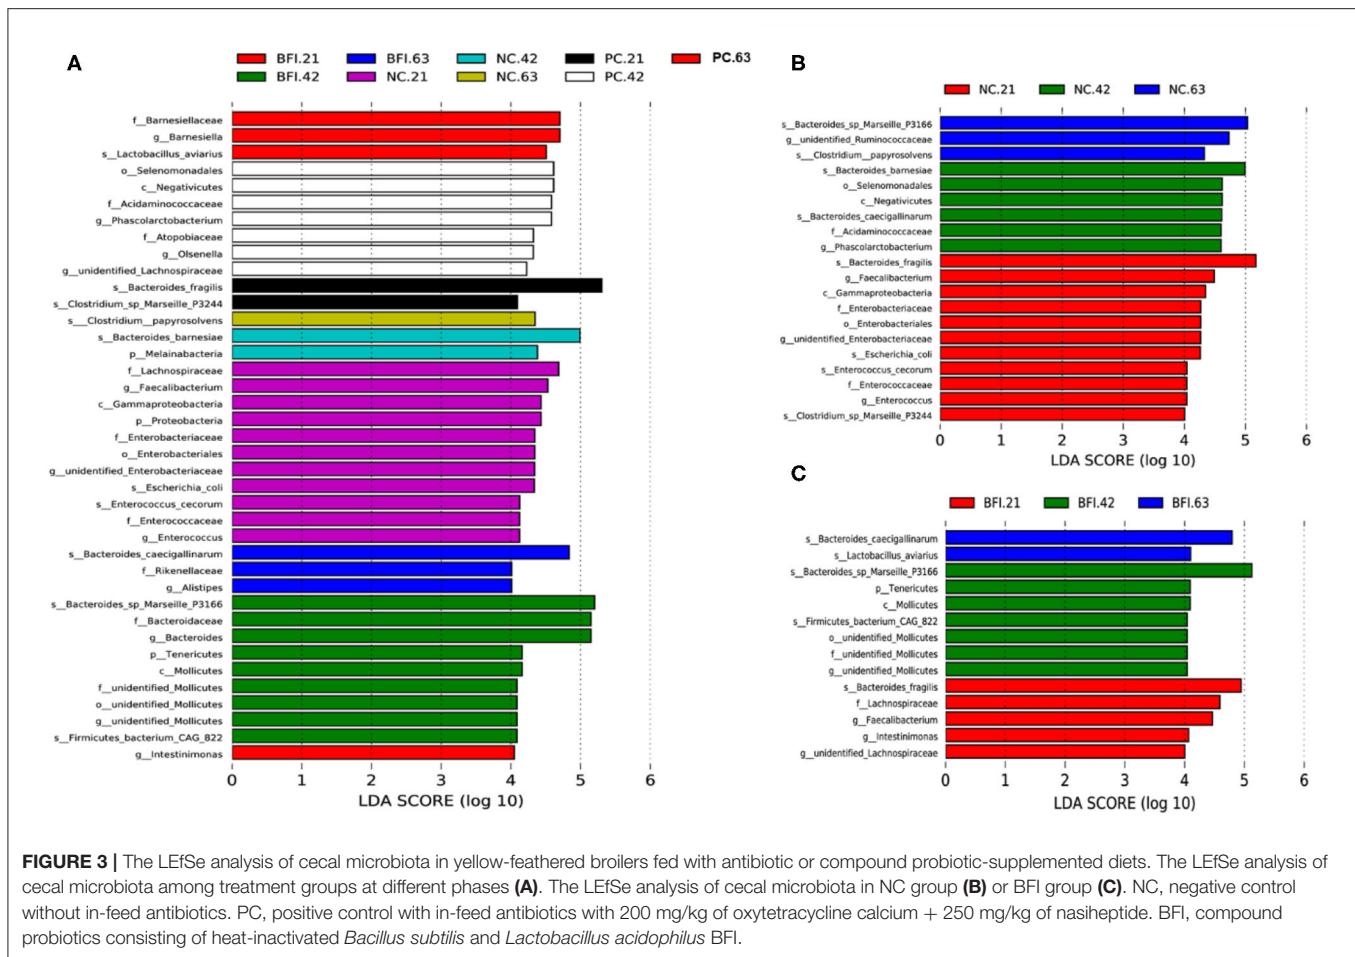 A
BFI.21 BFI.63 NC.42 PC.21 PC.63
BFI.42 NC.21 NC.63 PC.42
f__Barnesiellaceae
g__Barnesiella
s__Lactobacillus_aviarius
o__Selenomonadales
c__Negativicutes
f__Acidaminococcaceae
g__Phascolarctobacterium
f__Atopobiaceae
g__Olsenella
g__unidentified_Lachnospiraceae
s__Bacteroides_fragilis
s__Clostridium_sp_Marseille_P3244
s___Clostridium__papyrosolvens
s__Bacteroides_barnesiae
p__Melainabacteria
f__Lachnospiraceae
g__Faecalibacterium
c__Gammaproteobacteria
p__Proteobacteria
f__Enterobacteriaceae
o__Enterobacteriales
g__unidentified_Enterobacteriaceae
s__Escherichia_coli
s__Enterococcus_cecorum
f__Enterococcaceae
g__Enterococcus
s__Bacteroides_caecigallinarum
f__Rikenellaceae
g__Alistipes
s__Bacteroides_sp_Marseille_P3166
f__Bacteroidaceae
g__Bacteroides
p__Tenericutes
c__Mollicutes
f__unidentified_Mollicutes
o__unidentified_Mollicutes
g__unidentified_Mollicutes
s__Firmicutes_bacterium_CAG_822
g__Intestinimonas
0 1 2 3 4 5 6
LDA SCORE (log 10)
B
NC.21 NC.42 NC.63
s__Bacteroides_sp_Marseille_P3166
g__unidentified_Ruminococcaceae
s___Clostridium__papyrosolvens
s__Bacteroides_barnesiae
o__Selenomonadales
c__Negativicutes
s__Bacteroides_caecigallinarum
f__Acidaminococcaceae
g__Phascolarctobacterium
s__Bacteroides_fragilis
g__Faecalibacterium
c__Gammaproteobacteria
f__Enterobacteriaceae
o__Enterobacteriales
g__unidentified_Enterobacteriaceae
s__Escherichia_coli
s__Enterococcus_cecorum
f__Enterococcaceae
g__Enterococcus
s__Clostridium_sp_Marseille_P3244
0 1 2 3 4 5 6
LDA SCORE (log 10)
C
BFI.21 BFI.42 BFI.63
s__Bacteroides_caecigallinarum
s__Lactobacillus_aviarius
s__Bacteroides_sp_Marseille_P3166
p__Tenericutes
c__Mollicutes
s__Firmicutes_bacterium_CAG_822
o__unidentified_Mollicutes
f__unidentified_Mollicutes
g__unidentified_Mollicutes
s__Bacteroides_fragilis
f__Lachnospiraceae
g__Faecalibacterium
g__Intestinimonas
g__unidentified_Lachnospiraceae
0 1 2 3 4 5 6
LDA SCORE (log 10)
FIGURE 3 | The LEfSe analysis of cecal microbiota in yellow-feathered broilers fed with antibiotic or compound probiotic-supplemented diets. The LEfSe analysis of
cecal microbiota among treatment groups at different phases (A). The LEfSe analysis of cecal microbiota in NC group (B) or BFI group (C). NC, negative control
without in-feed antibiotics. PC, positive control with in-feed antibiotics with 200 mg/kg of oxytetracycline calcium + 250 mg/kg of nasiheptide. BFI, compound
probiotics consisting of heat-inactivated Bacillus subtilis and Lactobacillus acidophilus BFI.